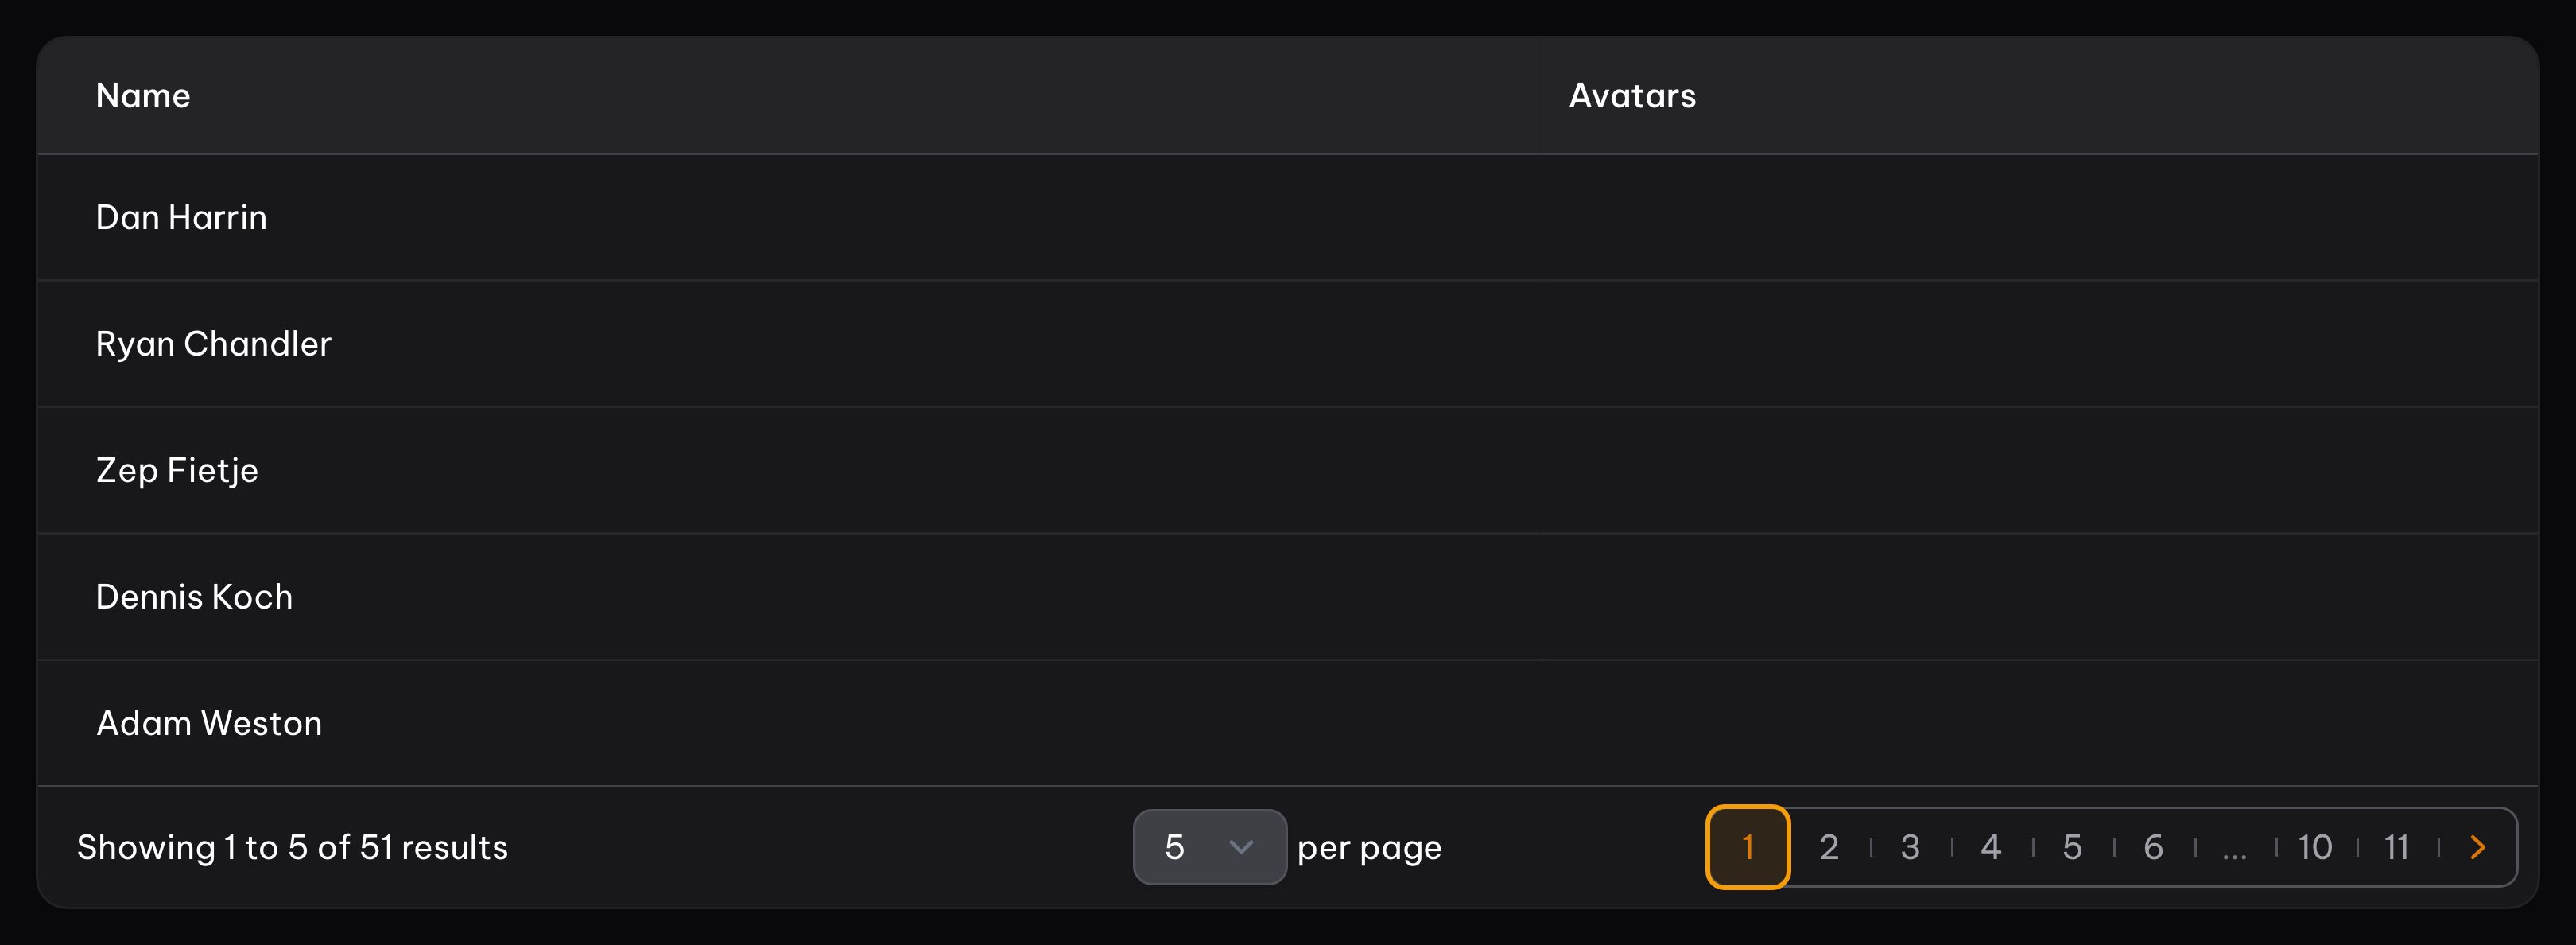 Name Avatars
Dan Harrin
Ryan Chandler
Zep Fietje
Dennis Koch
Adam Weston
Showing 1 to 5 of 51 results 5 per page 1 2 3 4 5 6 ... 10 11